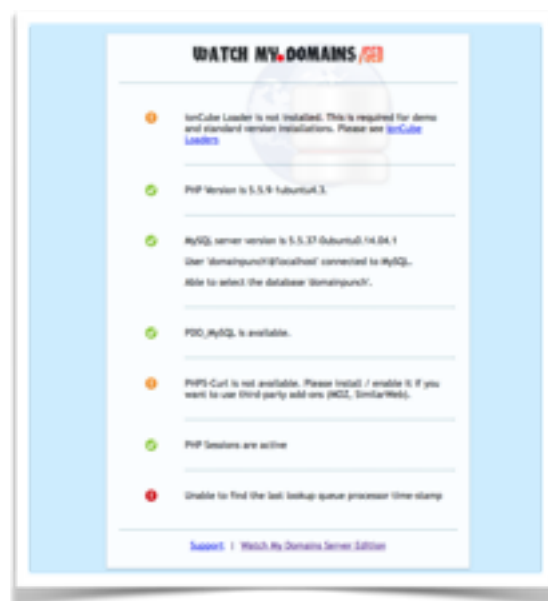 WATCH MY.DOMAINS /SED
IonCube Loader is not installed. This is required for demo
and standard version installations. Please see IonCube
Loaders
PHP Version is 5.5.9-1ubuntu4.3.
MySQL server version is 5.5.37-0ubuntu0.14.04.1
User 'domainpunch'@'localhost' connected to MySQL.
Able to select the database 'domainpunch'.
PDO_MySQL is available.
PHP5-Curl is not available. Please install / enable it if you
want to use third-party add-ons (MOZ, SimilarWeb).
PHP Sessions are active
Unable to find the last lookup queue processor time-stamp
Support | Watch My Domains Server Edition